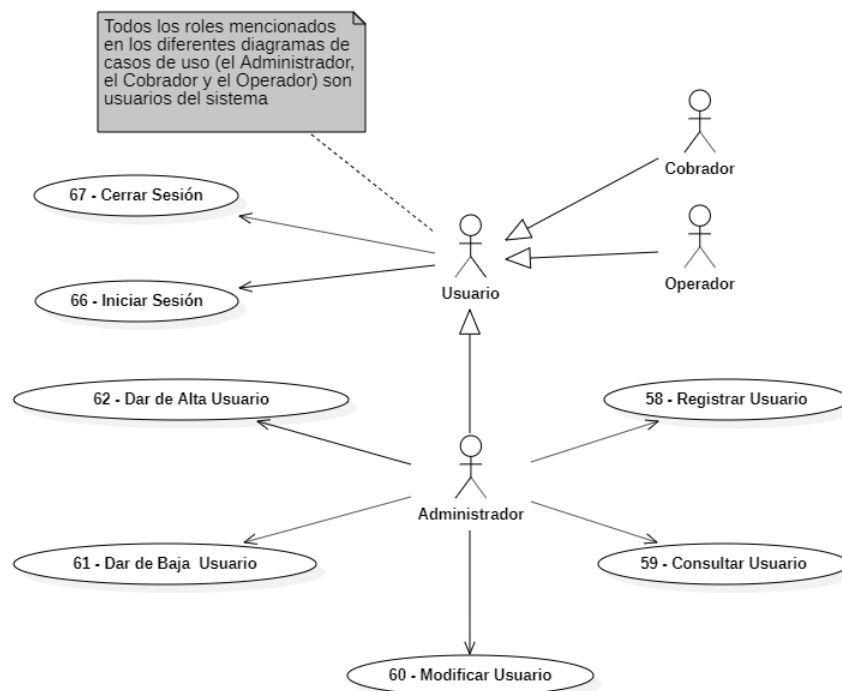 Todos los roles mencionados
en los diferentes diagramas de
casos de uso (el Administrador,
el Cobrador y el Operador) son
usuarios del sistema
Cobrador
67 - Cerrar Sesión
Operador
Usuario
66 - Iniciar Sesión
62 - Dar de Alta Usuario
58 - Registrar Usuario
Administrador
61 - Dar de Baja  Usuario
59 - Consultar Usuario
60 - Modificar Usuario